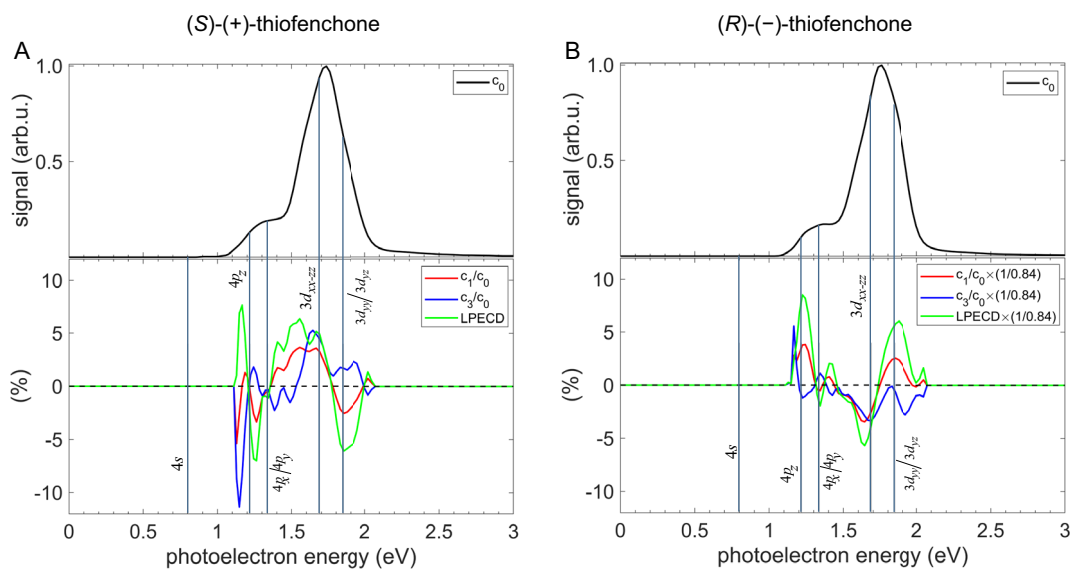 (S)-(+)-thiofenchone
A
1.0
0.5
signal (arb.u.)
c0
10
5
0
-5
-10
(%)
4s
4pz
4px/4py
3dxx-zz
3dyy/3dyz
c1/c0
c3/c0
LPECD
0
0.5
1
1.5
2
2.5
3
photoelectron energy (eV)
(R)-(−)-thiofenchone
B
1.0
0.5
signal (arb.u.)
c0
10
5
0
-5
-10
(%)
4s
4pz
4px/4py
3dxx-zz
3dyy/3dyz
c1/c0×(1/0.84)
c3/c0×(1/0.84)
LPECD×(1/0.84)
0
0.5
1
1.5
2
2.5
3
photoelectron energy (eV)